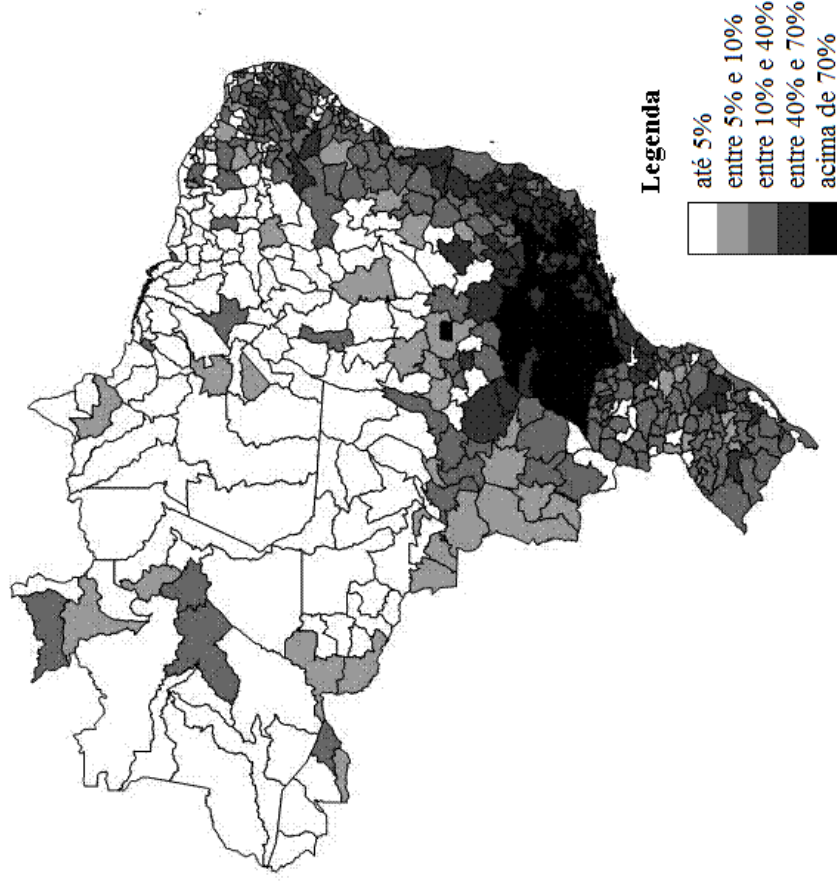 Legenda
até 5%
entre 5% e 10%
entre 10% e 40%
entre 40% e 70%
acima de 70%